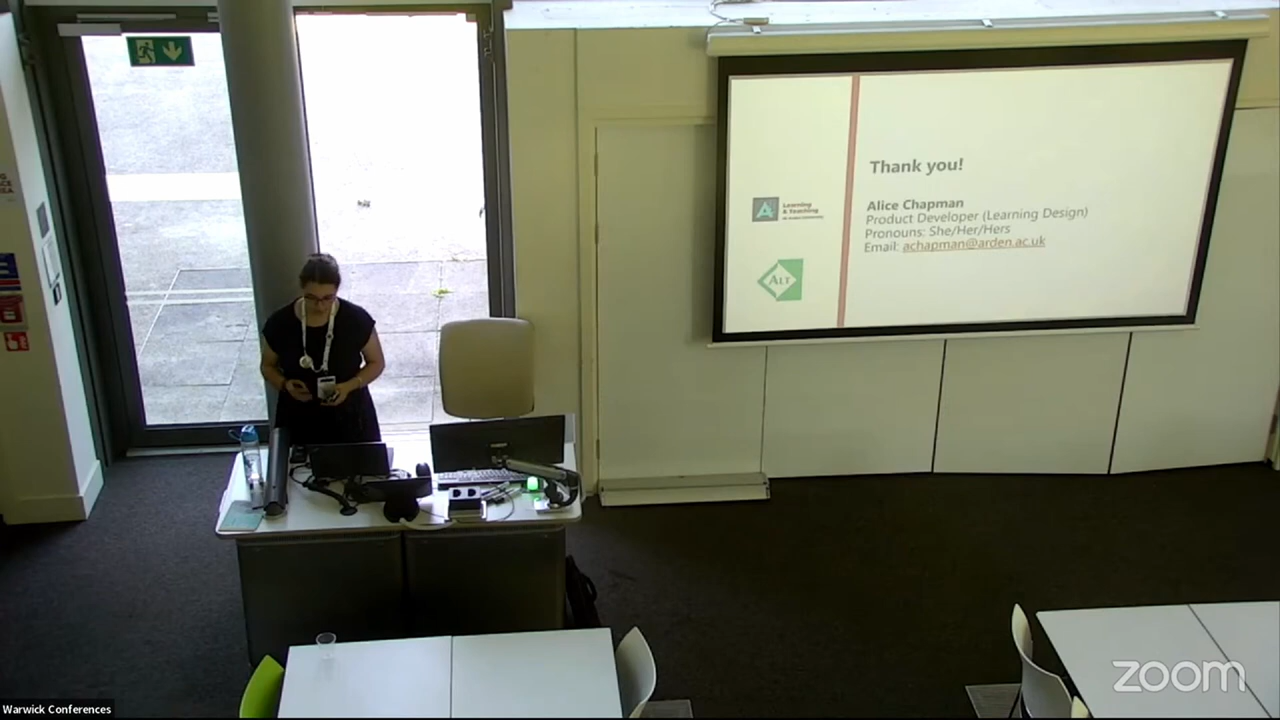 Thank you!
Alice Chapman
Product Developer (Learning Design)
Pronouns: She/Her/Hers
Email: achapman@arden.ac.uk
Learning
& Teaching
ALT
zoom
Warwick Conferences